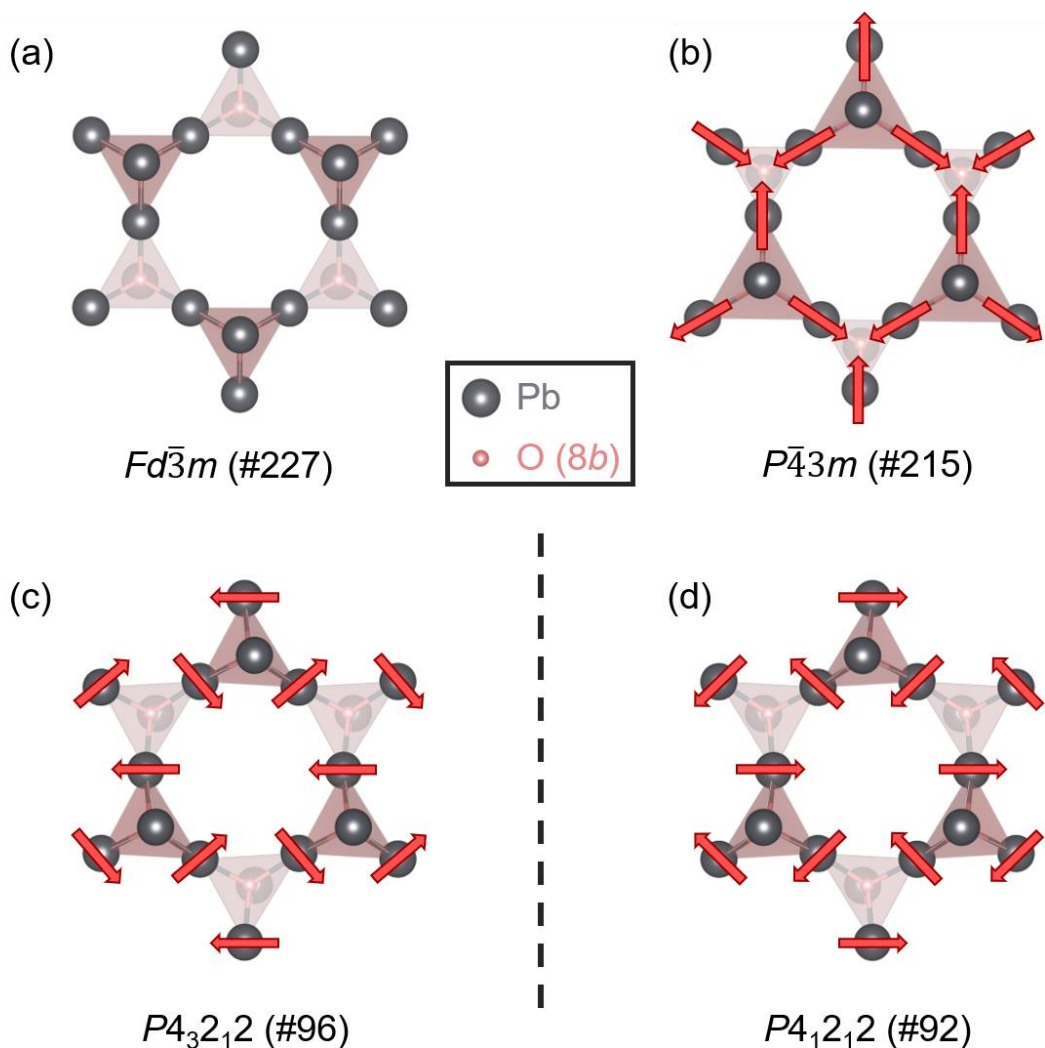 (a)
(b)
Pb
O (8b)
Fd3̅m (#227)
P4̅3m (#215)
(c)
(d)
P4₃2₁2 (#96)
P4₁2₁2 (#92)